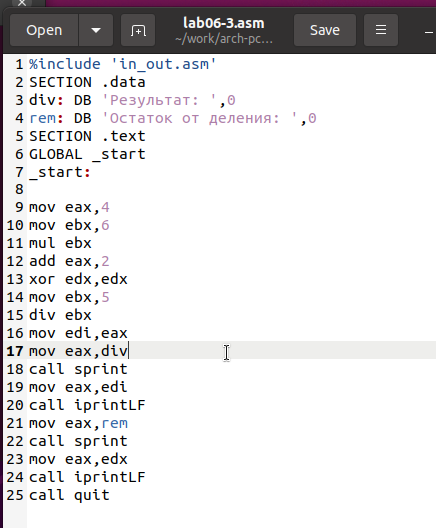 Open
lab06-3.asm
~/work/arch-pc...
Save
1 %include 'in_out.asm'
2 SECTION .data
3 div: DB 'Результат: ',0
4 rem: DB 'Остаток от деления: ',0
5 SECTION .text
6 GLOBAL _start
7 _start:
8
9 mov eax,4
10 mov ebx,6
11 mul ebx
12 add eax,2
13 xor edx,edx
14 mov ebx,5
15 div ebx
16 mov edi,eax
17 mov eax,div
18 call sprint
19 mov eax,edi
20 call iprintLF
21 mov eax,rem
22 call sprint
23 mov eax,edx
24 call iprintLF
25 call quit